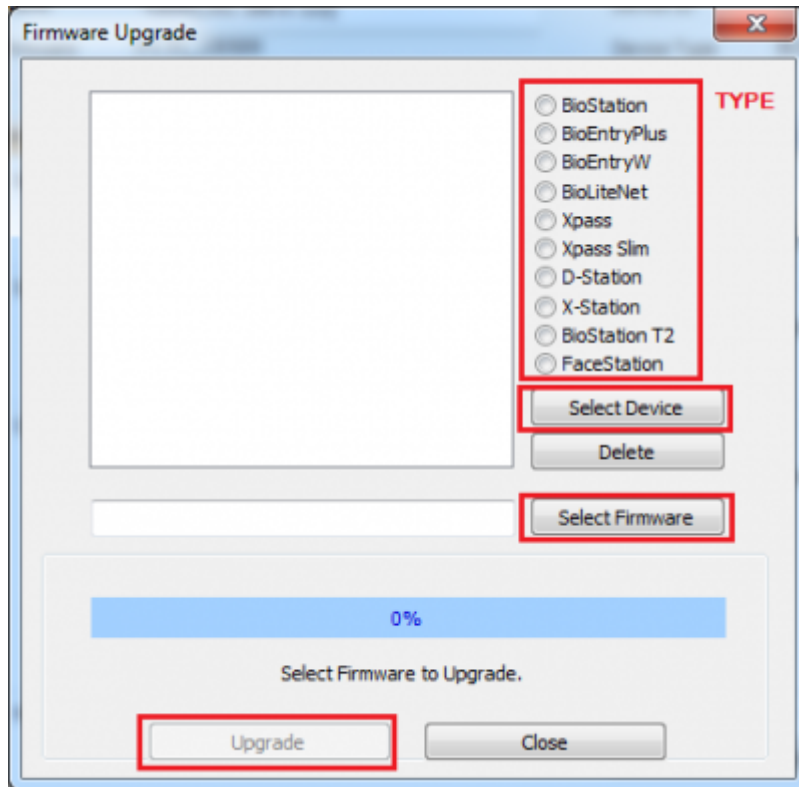 Firmware Upgrade
TYPE
BioStation
BioEntryPlus
BioEntryW
BioLiteNet
Xpass
Xpass Slim
D-Station
X-Station
BioStation T2
FaceStation
Select Device
Delete
Select Firmware
0%
Select Firmware to Upgrade.
Upgrade
Close